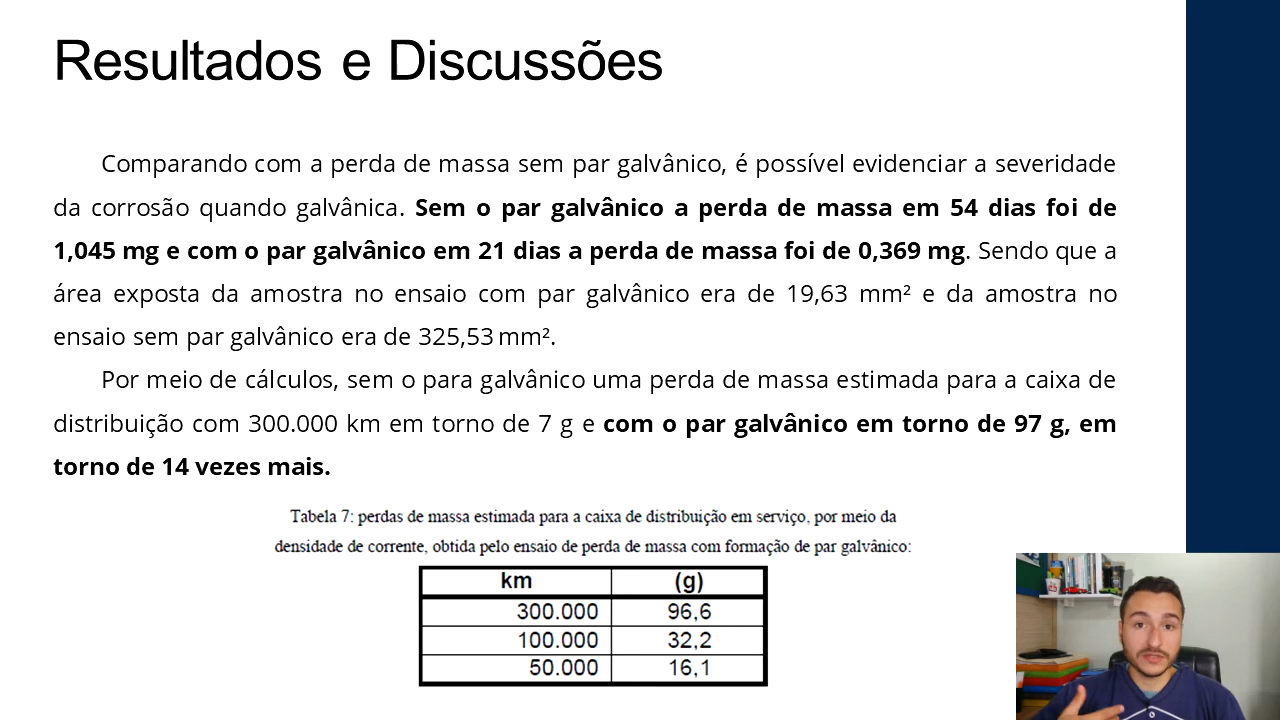 Resultados e Discussões
Comparando com a perda de massa sem par galvânico, é possível evidenciar a severidade
da corrosão quando galvânica. Sem o par galvânico a perda de massa em 54 dias foi de
1,045 mg e com o par galvânico em 21 dias a perda de massa foi de 0,369 mg. Sendo que a
área exposta da amostra no ensaio com par galvânico era de 19,63 mm² e da amostra no
ensaio sem par galvânico era de 325,53 mm².
Por meio de cálculos, sem o para galvânico uma perda de massa estimada para a caixa de
distribuição com 300.000 km em torno de 7 g e com o par galvânico em torno de 97 g, em
torno de 14 vezes mais.
Tabela 7: perdas de massa estimada para a caixa de distribuição em serviço, por meio da
densidade de corrente, obtida pelo ensaio de perda de massa com formação de par galvânico:
km (g)
300.000 96,6
100.000 32,2
50.000 16,1